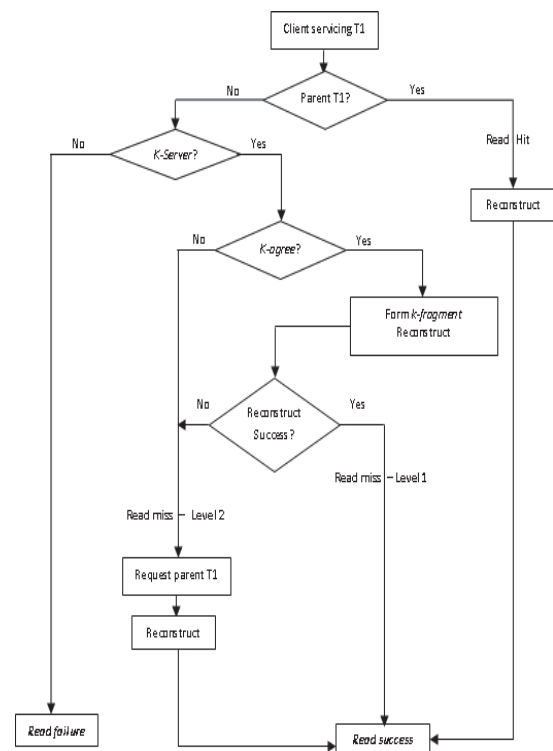 Client servicing T1
No
Parent T1?
Yes
No
K-Server?
Yes
Read Hit
Reconstruct
No
K-agree?
Yes
Form k-fragment
Reconstruct
No
Reconstruct
Success?
Yes
Read miss – Level 1
Read miss – Level 2
Request parent T1
Reconstruct
Read failure
Read success